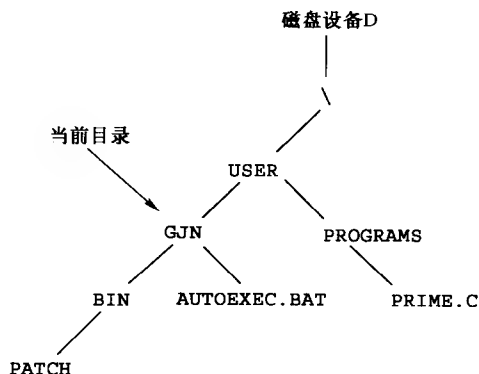 磁盘设备D
\
当前目录
USER
GJN
PROGRAMS
BIN
AUTOEXEC.BAT
PRIME.C
PATCH